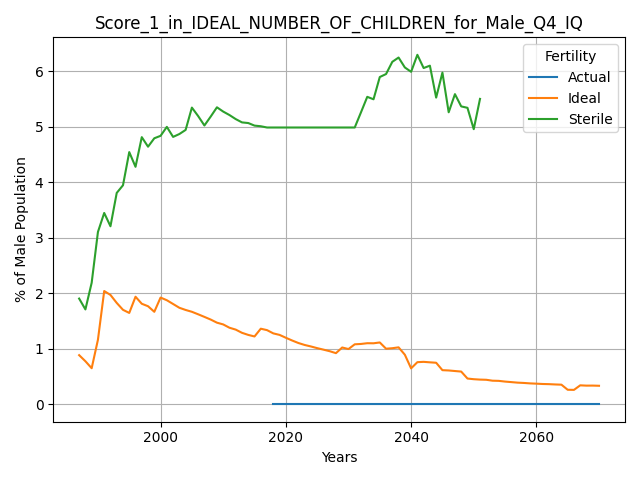 Score_1_in_IDEAL_NUMBER_OF_CHILDREN_for_Male_Q4_IQ
Fertility
Actual
Ideal
Sterile
% of Male Population
6
5
4
3
2
1
0
2000
2020
2040
2060
Years